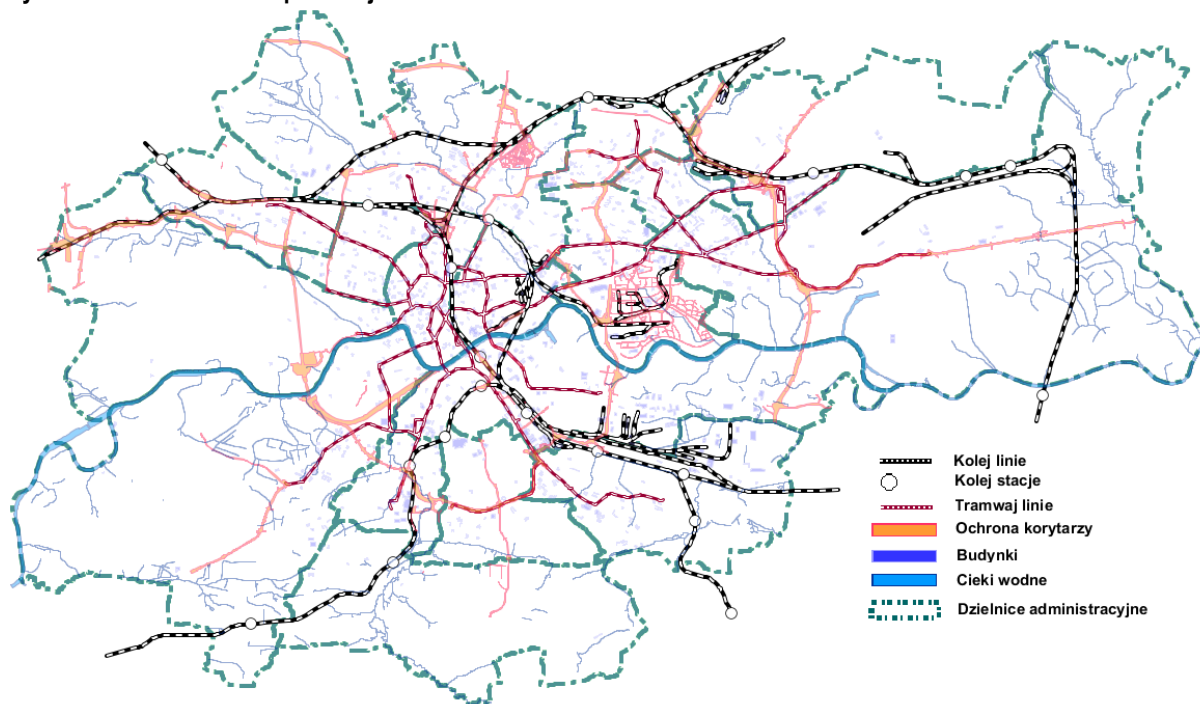 Kolej linie
Kolej stacje
Tramwaj linie
Ochrona korytarzy
Budynki
Cieki wodne
Dzielnice administracyjne